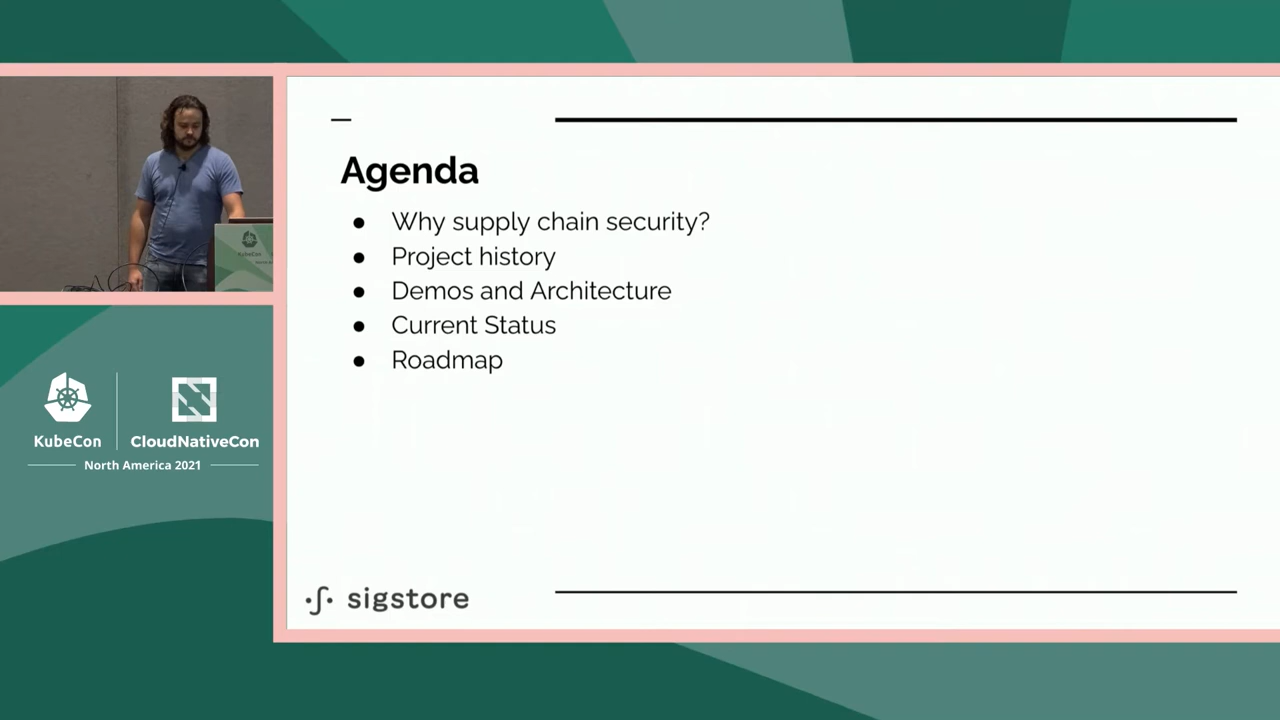 Agenda
● Why supply chain security?
● Project history
● Demos and Architecture
● Current Status
● Roadmap
sigstore
KubeCon
CloudNativeCon
North America 2021
KubeCon